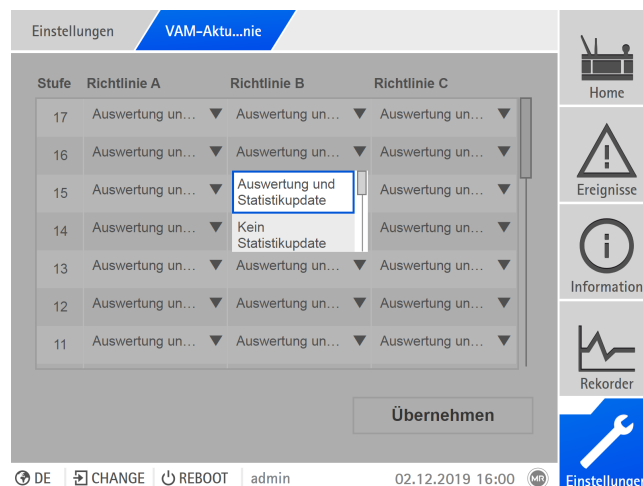 Einstellungen VAM-Aktu...nie
Stufe Richtlinie A Richtlinie B Richtlinie C
17 Auswertung un... Auswertung un... Auswertung un...
16 Auswertung un... Auswertung un... Auswertung un...
15 Auswertung un... Auswertung und Auswertung un...
Statistikupdate
14 Auswertung un... Kein Auswertung un...
Statistikupdate
13 Auswertung un... Auswertung un... Auswertung un...
12 Auswertung un... Auswertung un... Auswertung un...
11 Auswertung un... Auswertung un... Auswertung un...
Übernehmen
Home
Ereignisse
Information
Rekorder
Einstellungen
DE CHANGE REBOOT admin 02.12.2019 16:00 MR